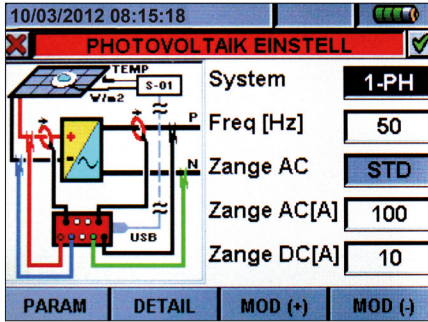 10/03/2012 08:15:18
PHOTOVOLTAIK EINSTELL
TEMP
S-01
W/m2
P
N
USB
System 1-PH
Freq [Hz] 50
Zange AC STD
Zange AC[A] 100
Zange DC[A] 10
PARAM DETAIL MOD (+) MOD (-)